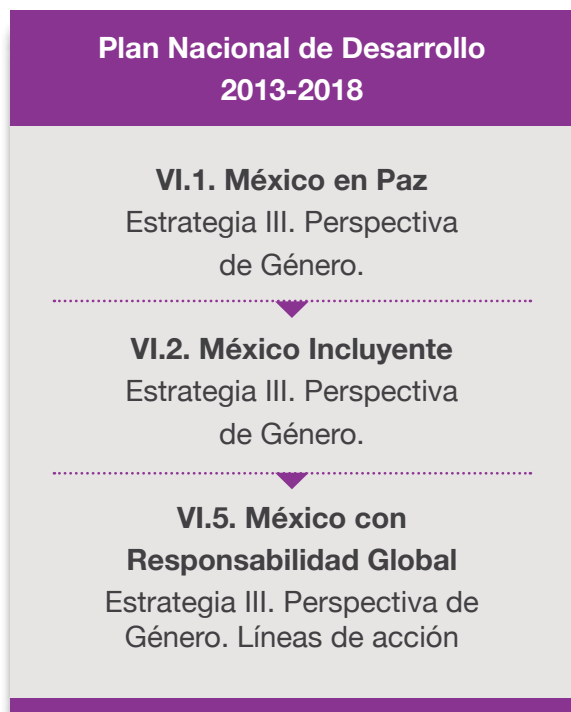 Plan Nacional de Desarrollo
2013-2018
VI.1. México en Paz
Estrategia III. Perspectiva
de Género.
VI.2. México Incluyente
Estrategia III. Perspectiva
de Género.
VI.5. México con
Responsabilidad Global
Estrategia III. Perspectiva de
Género. Líneas de acción